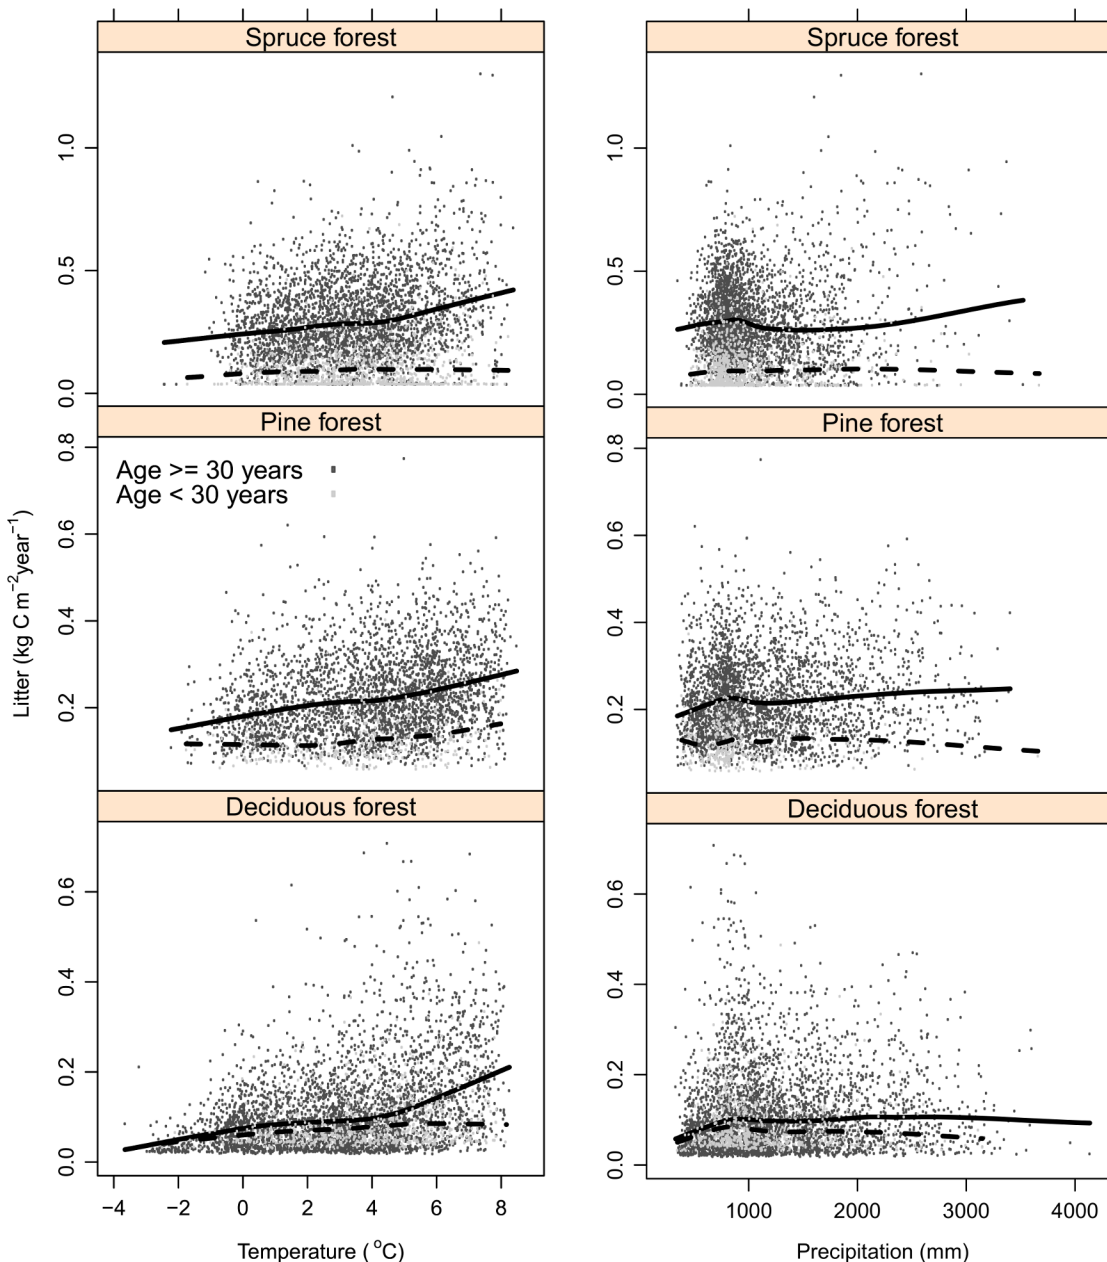 Spruce forest
Spruce forest
1.0
0.5
0.0
1.0
0.5
0.0
Pine forest
Pine forest
Age >= 30 years
Age < 30 years
0.8
0.6
0.4
0.2
0.8
0.6
0.4
0.2
Litter (kg C m−2year−1)
Deciduous forest
Deciduous forest
0.6
0.4
0.2
0.0
0.6
0.4
0.2
0.0
−4 −2 0 2 4 6 8
1000 2000 3000 4000
Temperature ( °C)
Precipitation (mm)